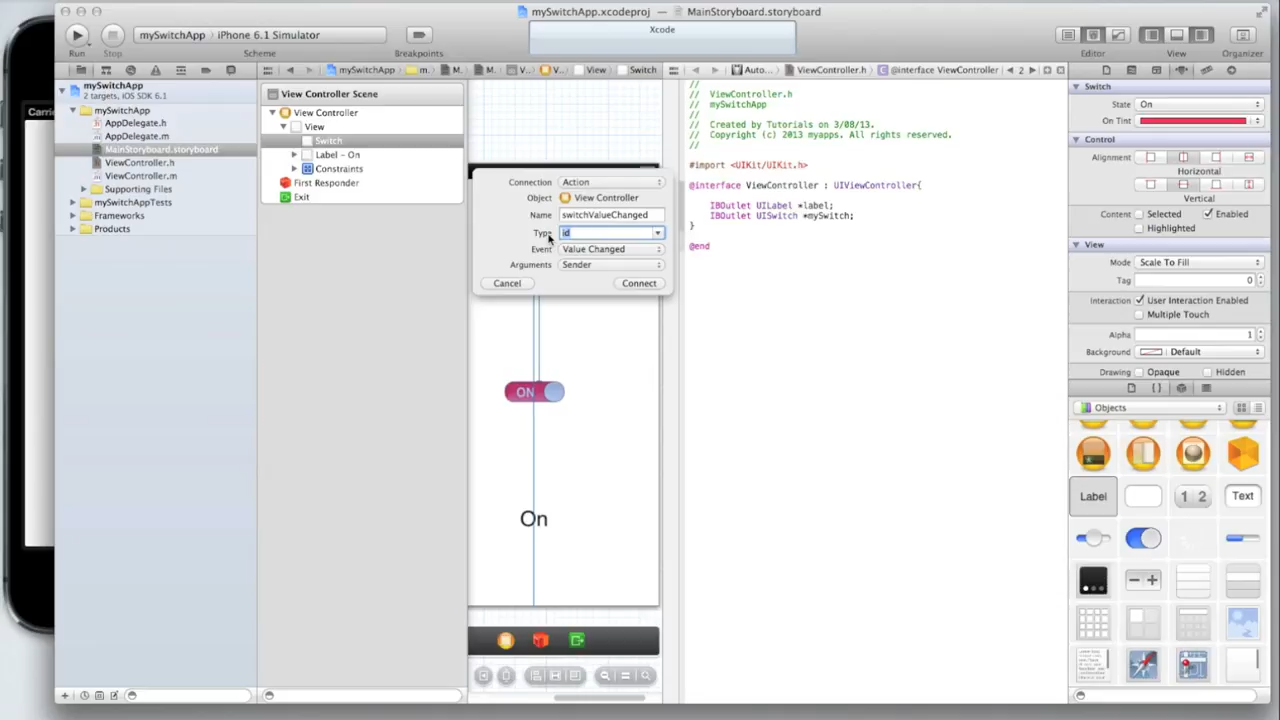 mySwitchApp.xcodeproj — MainStoryboard.storyboard
mySwitchApp iPhone 6.1 Simulator
Xcode
Run Stop Scheme Breakpoints Editor View Organizer
mySwitchApp
2 targets, iOS SDK 6.1
mySwitchApp
AppDelegate.h
AppDelegate.m
MainStoryboard.storyboard
ViewController.h
ViewController.m
Supporting Files
mySwitchAppTests
Frameworks
Products
Carrie
mySwitchApp m... M. M. V... V... View Switch
View Controller Scene
View Controller
View
Switch
Label – On
Constraints
First Responder
Exit
Connection Action
Object View Controller
Name switchValueChanged
Type id
Event Value Changed
Arguments Sender
Cancel Connect
ON
On
Auto... ViewController.h @interface ViewController 2
//
// ViewController.h
// mySwitchApp
//
// Created by Tutorials on 3/08/13.
// Copyright (c) 2013 myapps. All rights reserved.
//
#import <UIKit/UIKit.h>
@interface ViewController : UIViewController{
IBOutlet UILabel *label;
IBOutlet UISwitch *mySwitch;
}
@end
Switch
State On
On Tint
Control
Alignment
Horizontal
Vertical
Content Selected Enabled
Highlighted
View
Mode Scale To Fill
Tag 0
Interaction User Interaction Enabled
Multiple Touch
Alpha 1
Background Default
Drawing Opaque Hidden
Objects
Label 1 2 Text